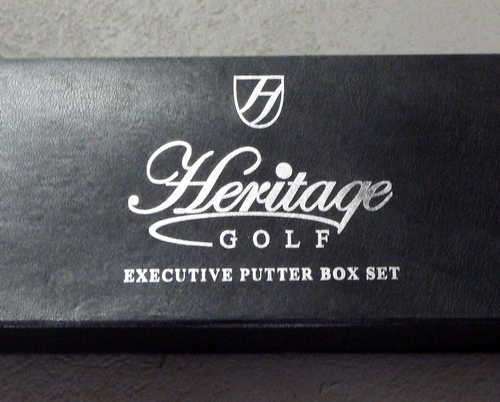 H
Heritage
GOLF
EXECUTIVE PUTTER BOX SET